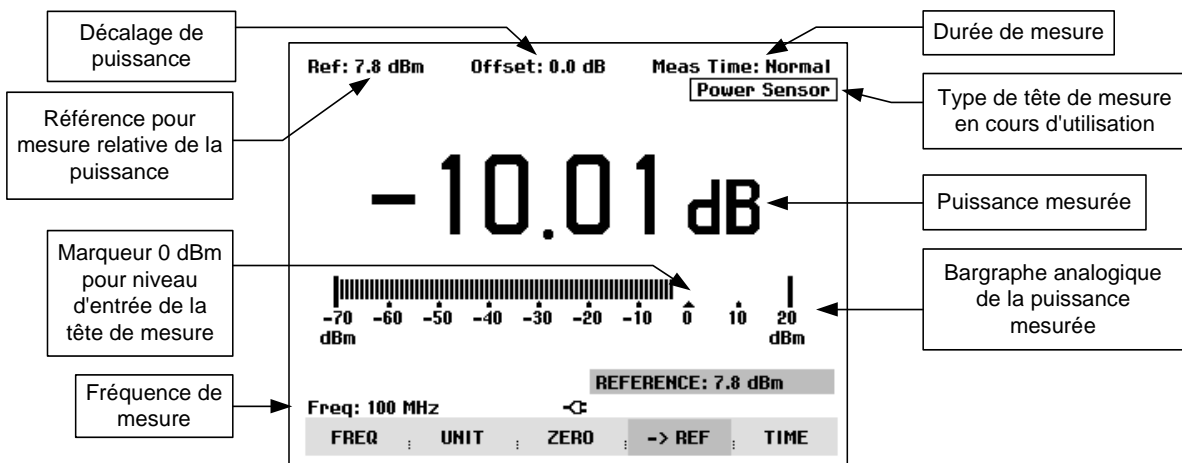 Décalage de
puissance
Durée de mesure
Ref: 7.8 dBm Offset: 0.0 dB Meas Time: Normal
Power Sensor
Type de tête de mesure
en cours d'utilisation
Référence pour
mesure relative de la
puissance
-10.01 dB
Puissance mesurée
Marqueur 0 dBm
pour niveau
d'entrée de la
tête de mesure
Bargraphe analogique
de la puissance
mesurée
-70 -60 -50 -40 -30 -20 -10 0 10 20
dBm dBm
REFERENCE: 7.8 dBm
Fréquence de
mesure
Freq: 100 MHz
FREQ UNIT ZERO -> REF TIME